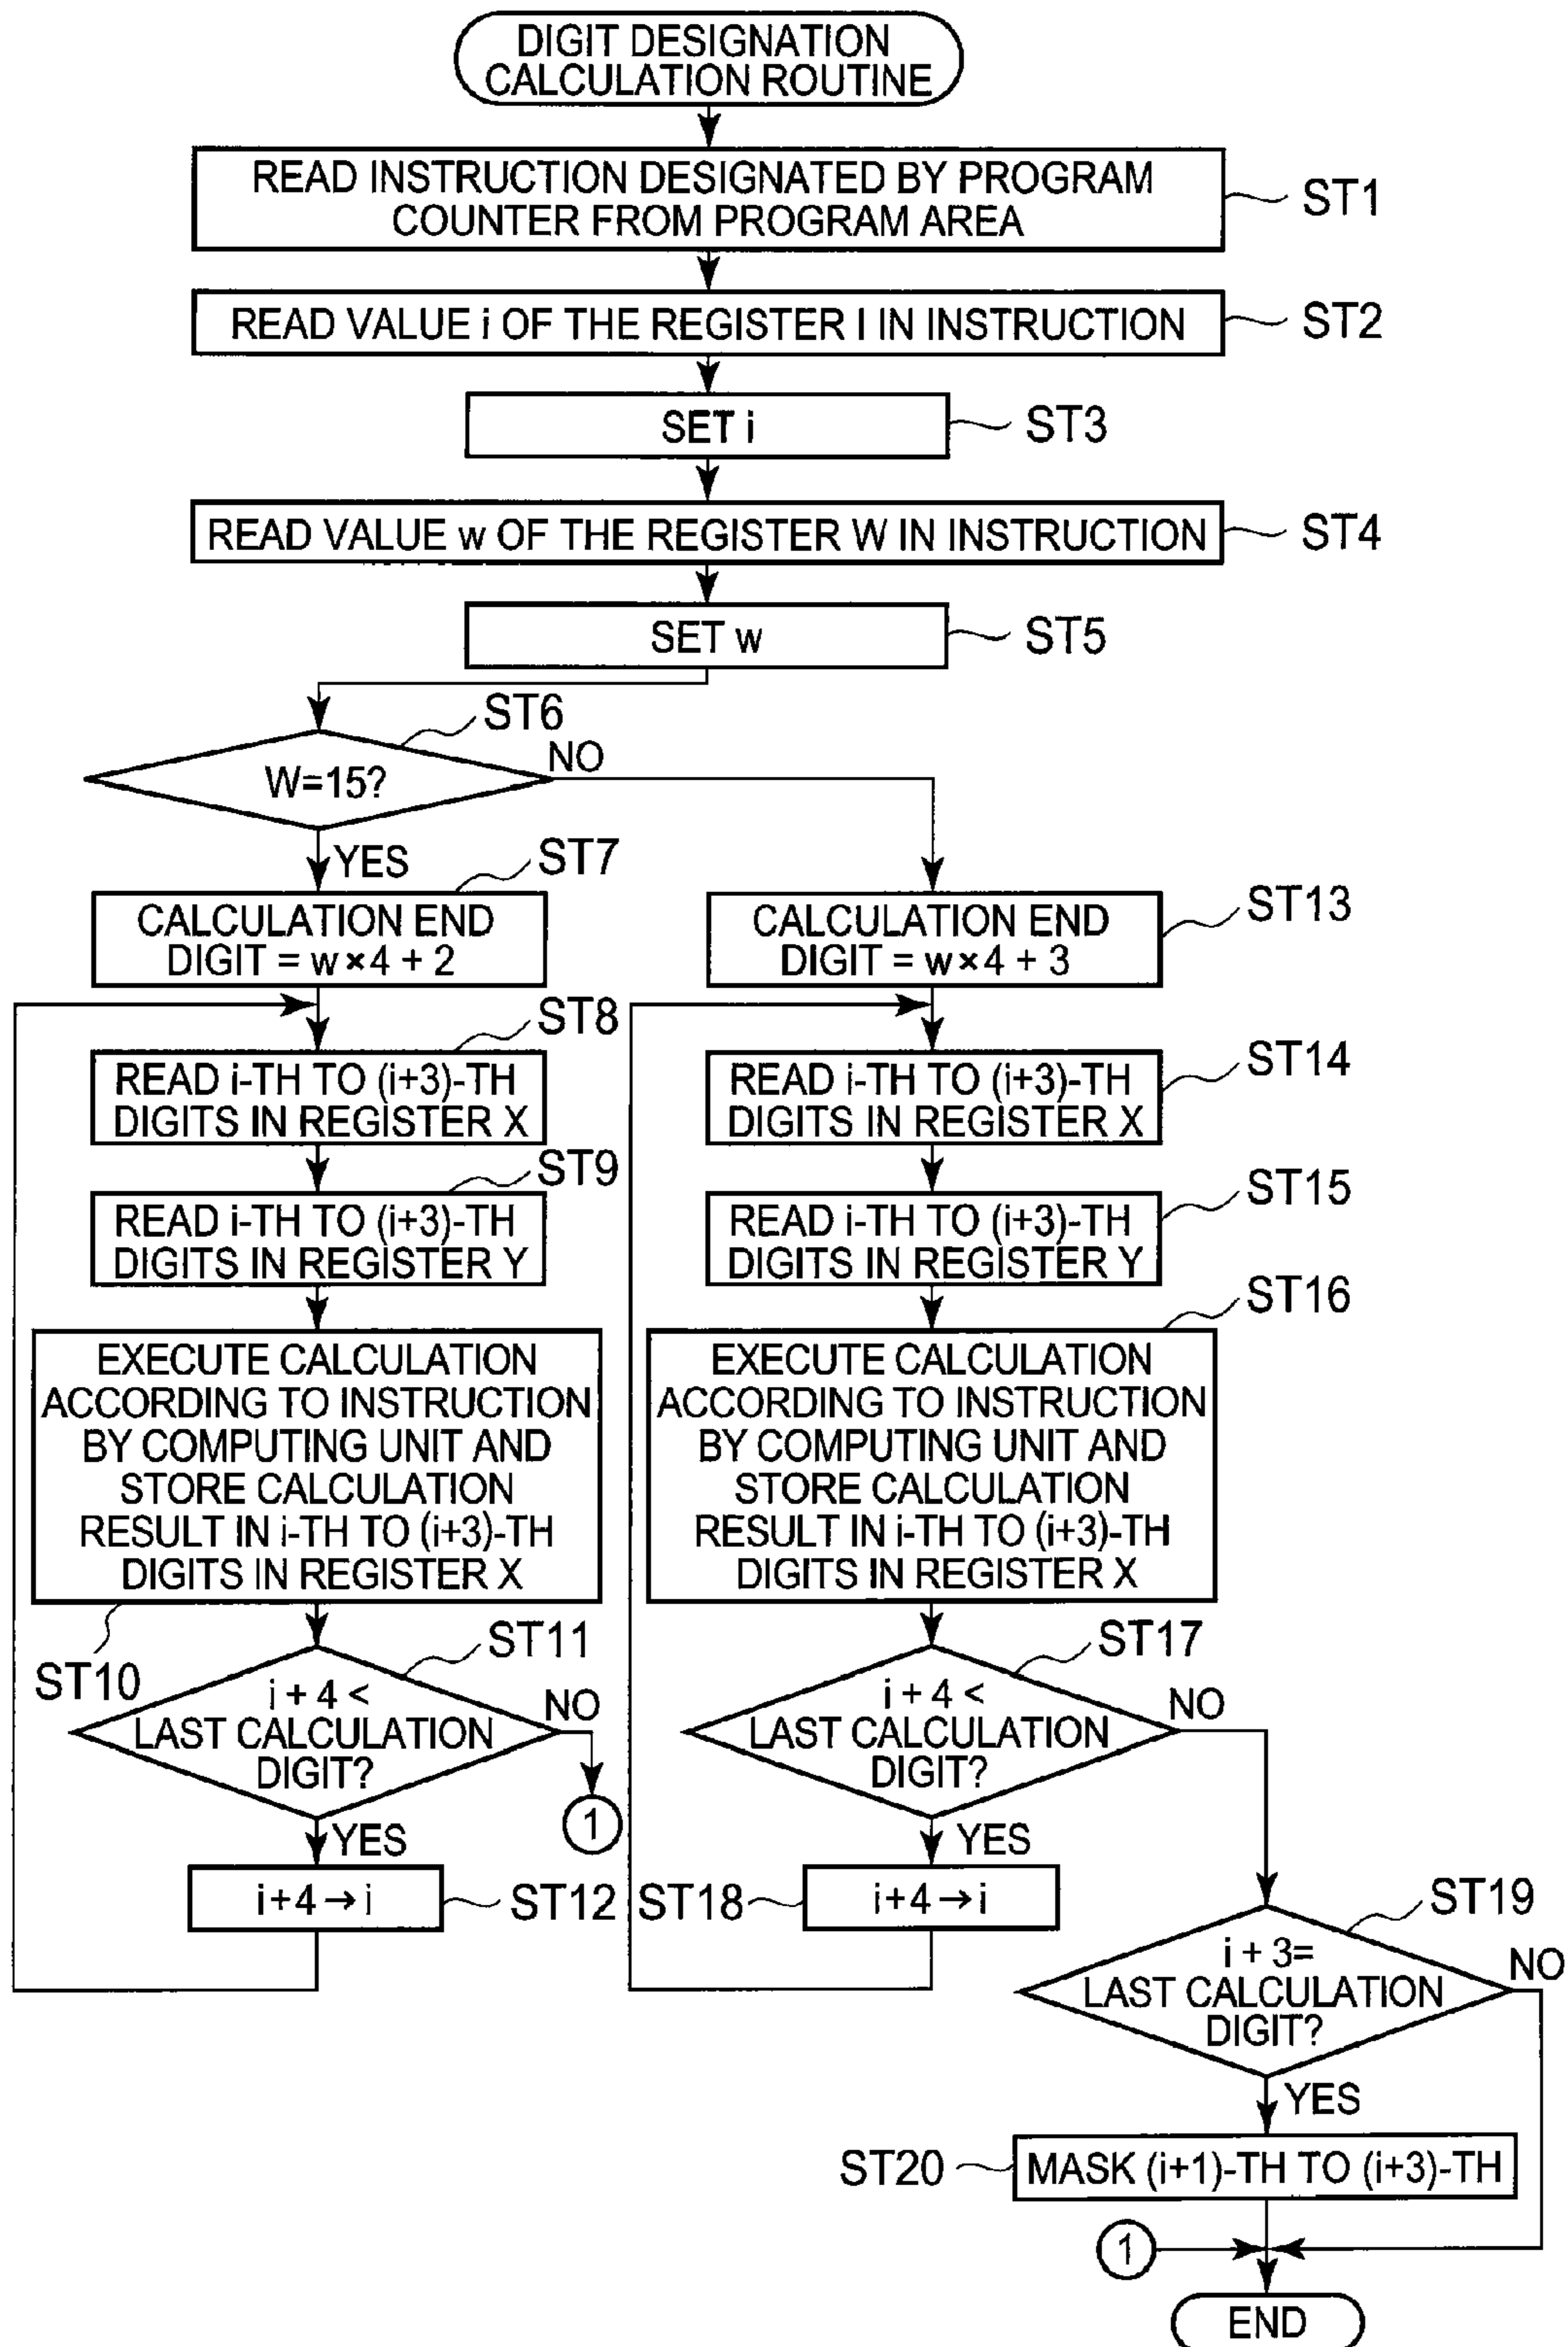 DIGIT DESIGNATION
CALCULATION ROUTINE
READ INSTRUCTION DESIGNATED BY PROGRAM
COUNTER FROM PROGRAM AREA
ST1
READ VALUE i OF THE REGISTER I IN INSTRUCTION
ST2
SET i
ST3
READ VALUE w OF THE REGISTER W IN INSTRUCTION
ST4
SET w
ST5
ST6
W=15?
NO
YES
ST7
CALCULATION END
DIGIT = w×4 + 2
ST13
CALCULATION END
DIGIT = w×4 + 3
ST8
READ i-TH TO (i+3)-TH
DIGITS IN REGISTER X
ST14
READ i-TH TO (i+3)-TH
DIGITS IN REGISTER X
ST9
READ i-TH TO (i+3)-TH
DIGITS IN REGISTER Y
ST15
READ i-TH TO (i+3)-TH
DIGITS IN REGISTER Y
EXECUTE CALCULATION
ACCORDING TO INSTRUCTION
BY COMPUTING UNIT AND
STORE CALCULATION
RESULT IN i-TH TO (i+3)-TH
DIGITS IN REGISTER X
ST10
ST16
EXECUTE CALCULATION
ACCORDING TO INSTRUCTION
BY COMPUTING UNIT AND
STORE CALCULATION
RESULT IN i-TH TO (i+3)-TH
DIGITS IN REGISTER X
ST11
i + 4 <
LAST CALCULATION
DIGIT?
NO
1
YES
i+4→i
ST12
ST17
i + 4 <
LAST CALCULATION
DIGIT?
NO
YES
ST18
i+4→i
ST19
i + 3=
LAST CALCULATION
DIGIT?
NO
YES
ST20
MASK (i+1)-TH TO (i+3)-TH
1
END